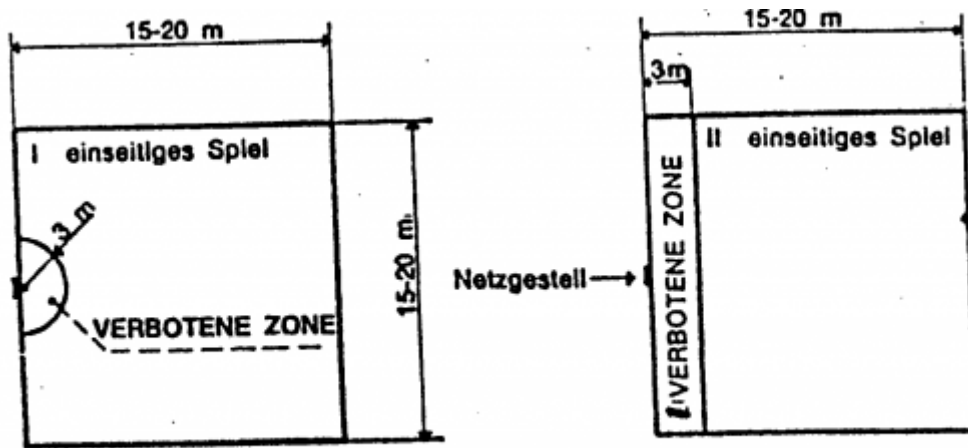 15-20 m
I einseitiges Spiel
3 m
VERBOTENE ZONE
15-20 m
15-20 m
3m
II einseitiges Spiel
VERBOTENE ZONE
Netzgestell